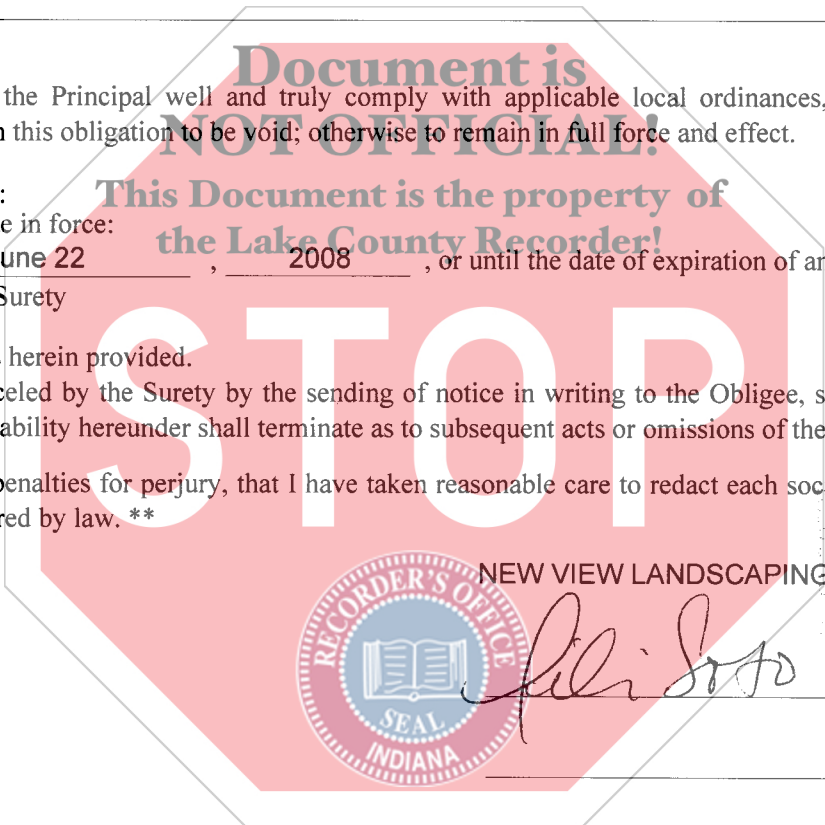 Document is
the Principal well and truly comply with applicable local ordinances,
this obligation to be void; otherwise to remain in full force and effect.
NOT OFFICIAL!
:
This Document is the property of
e in force:
the Lake County Recorder!
une 22 , 2008 , or until the date of expiration of an
Surety
STOP
herein provided.
celed by the Surety by the sending of notice in writing to the Obligee, s
ability hereunder shall terminate as to subsequent acts or omissions of the
penalties for perjury, that I have taken reasonable care to redact each soc
red by law. **
NEW VIEW LANDSCAPING
RECORDER'S OFFICE
SEAL
INDIANA
Lili Soto